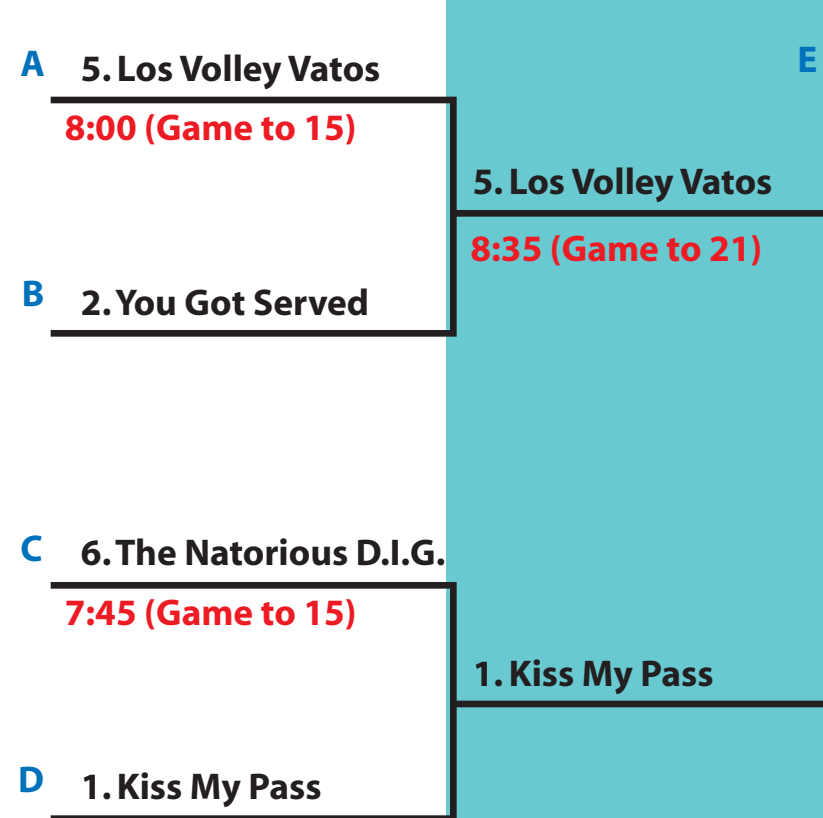 A 5. Los Volley Vatos
E
8:00 (Game to 15)
5. Los Volley Vatos
8:35 (Game to 21)
B 2. You Got Served
C 6. The Natorious D.I.G.
7:45 (Game to 15)
1. Kiss My Pass
D 1. Kiss My Pass